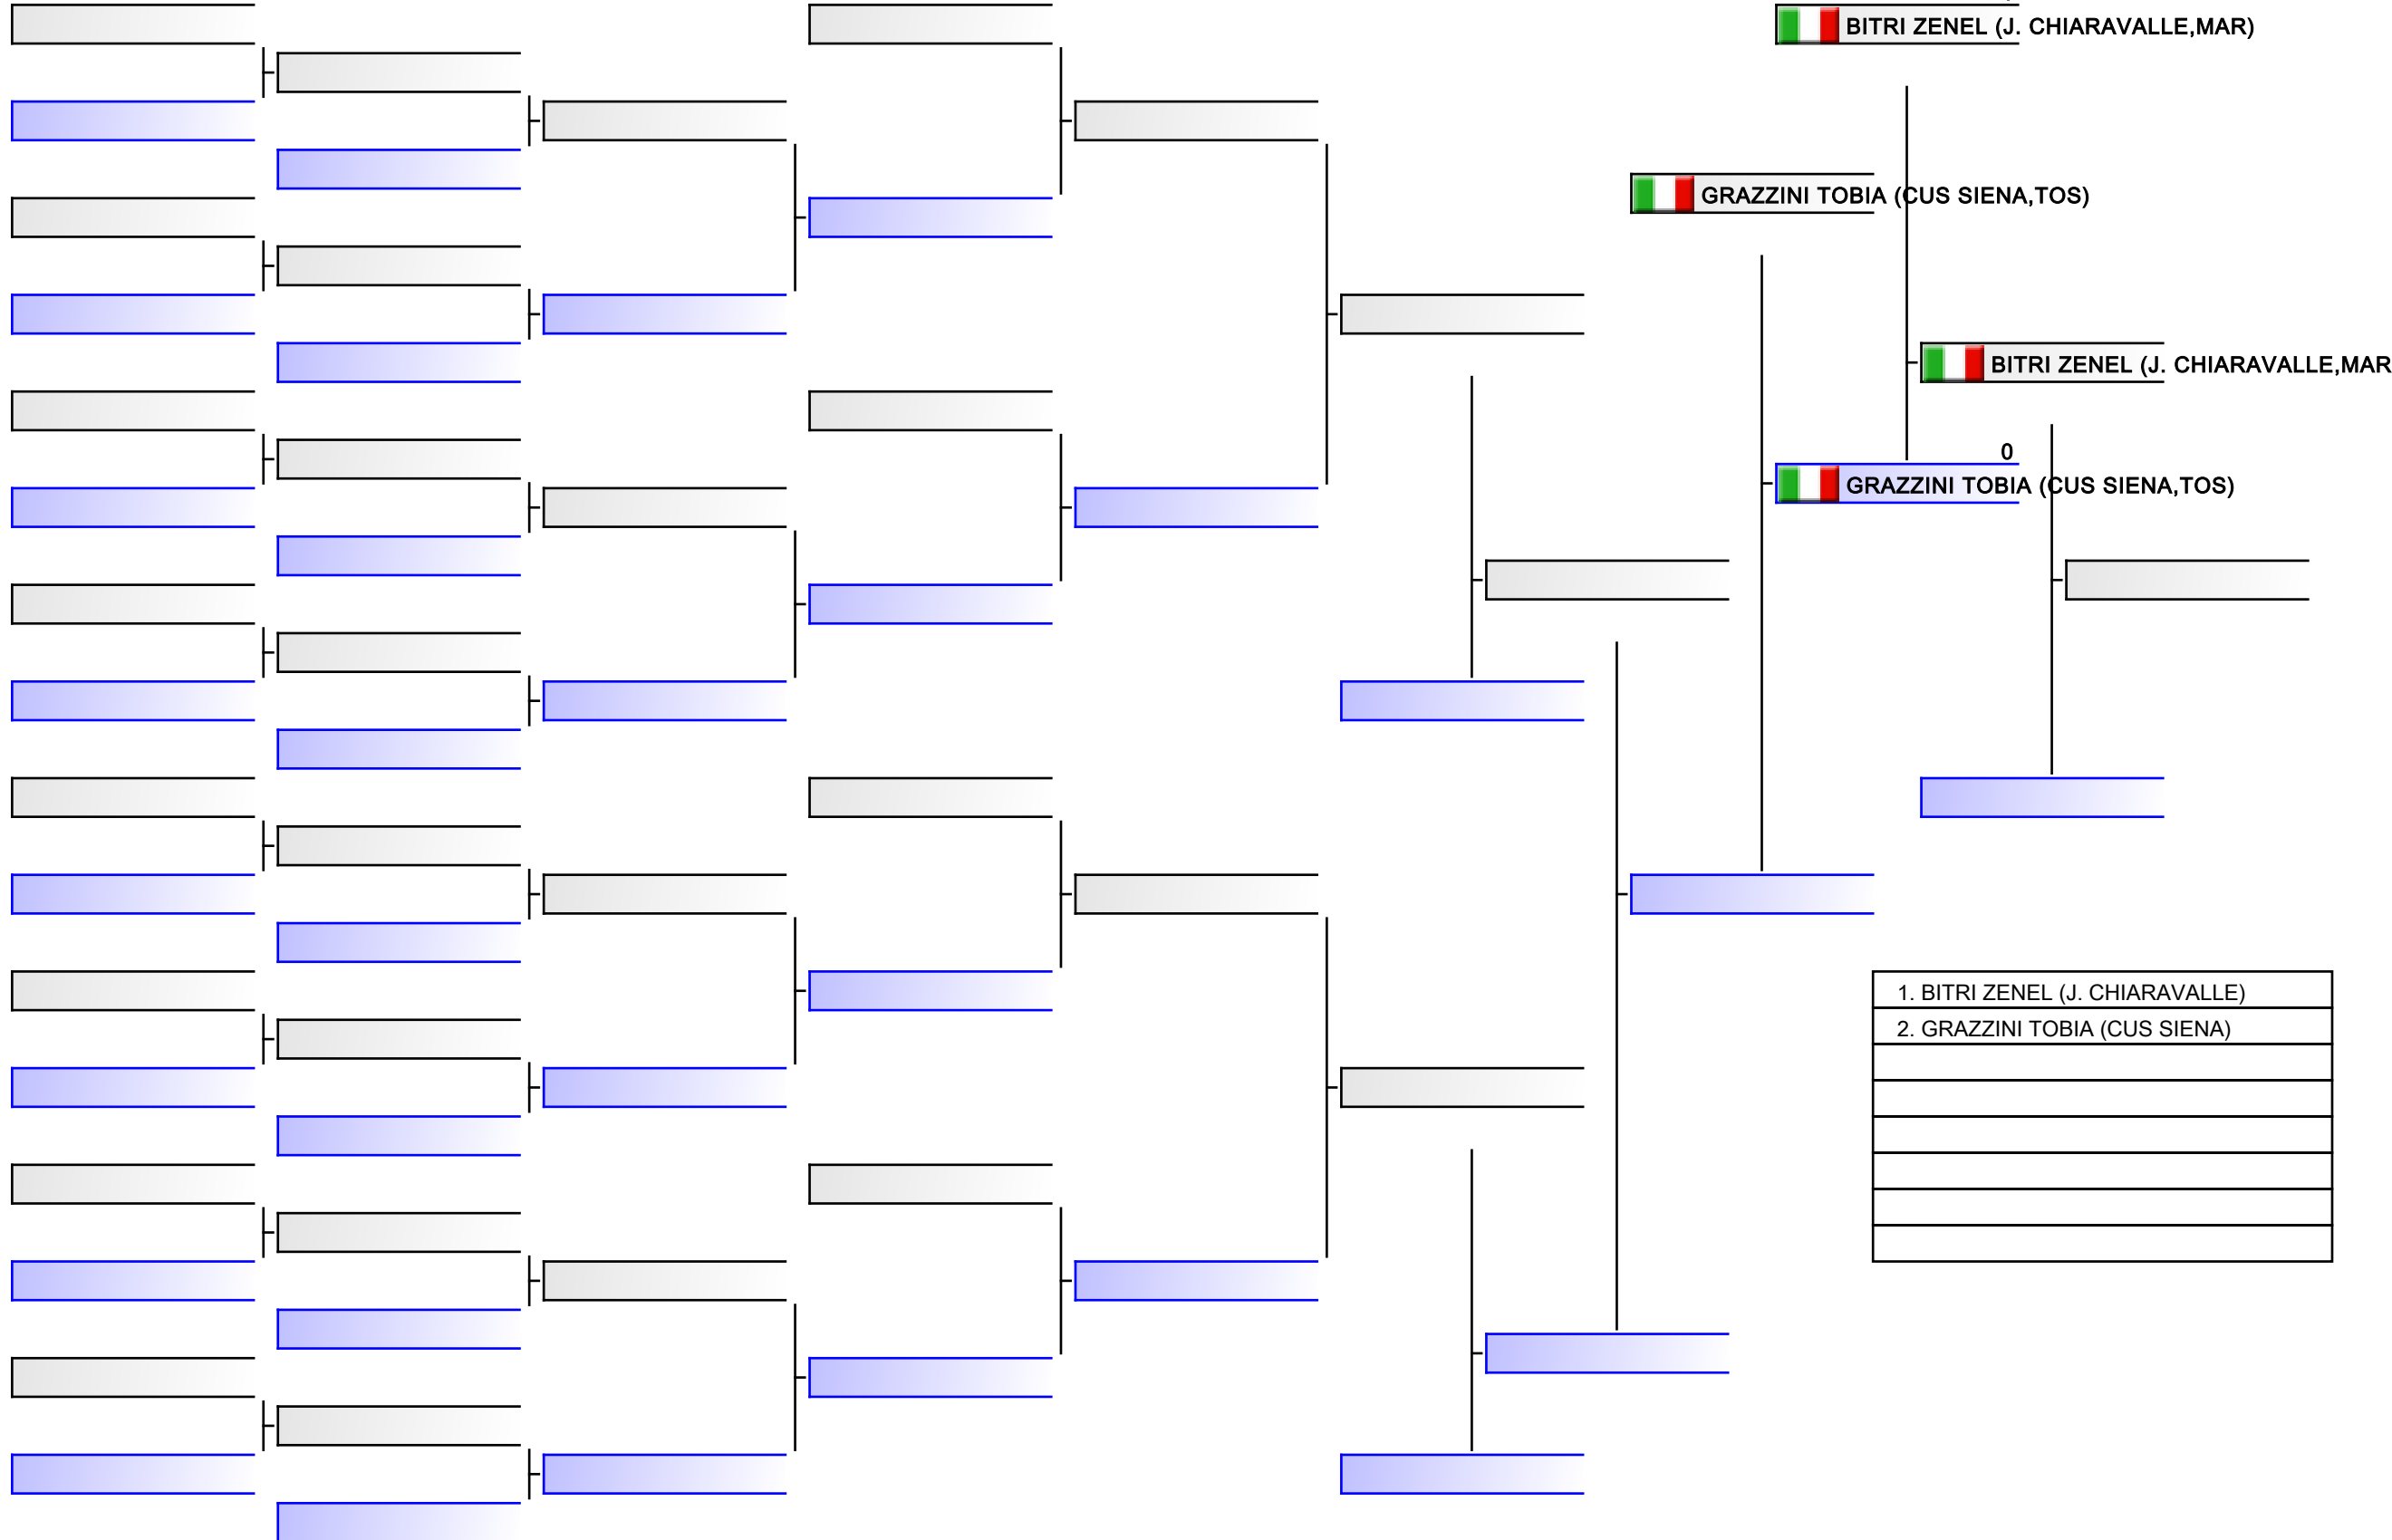 BITRI ZENEL (J. CHIARAVALLE,MAR)
GRAZZINI TOBIA (CUS SIENA,TOS)
BITRI ZENEL (J. CHIARAVALLE,MAR
0
GRAZZINI TOBIA (CUS SIENA,TOS)
1. BITRI ZENEL (J. CHIARAVALLE)
2. GRAZZINI TOBIA (CUS SIENA)